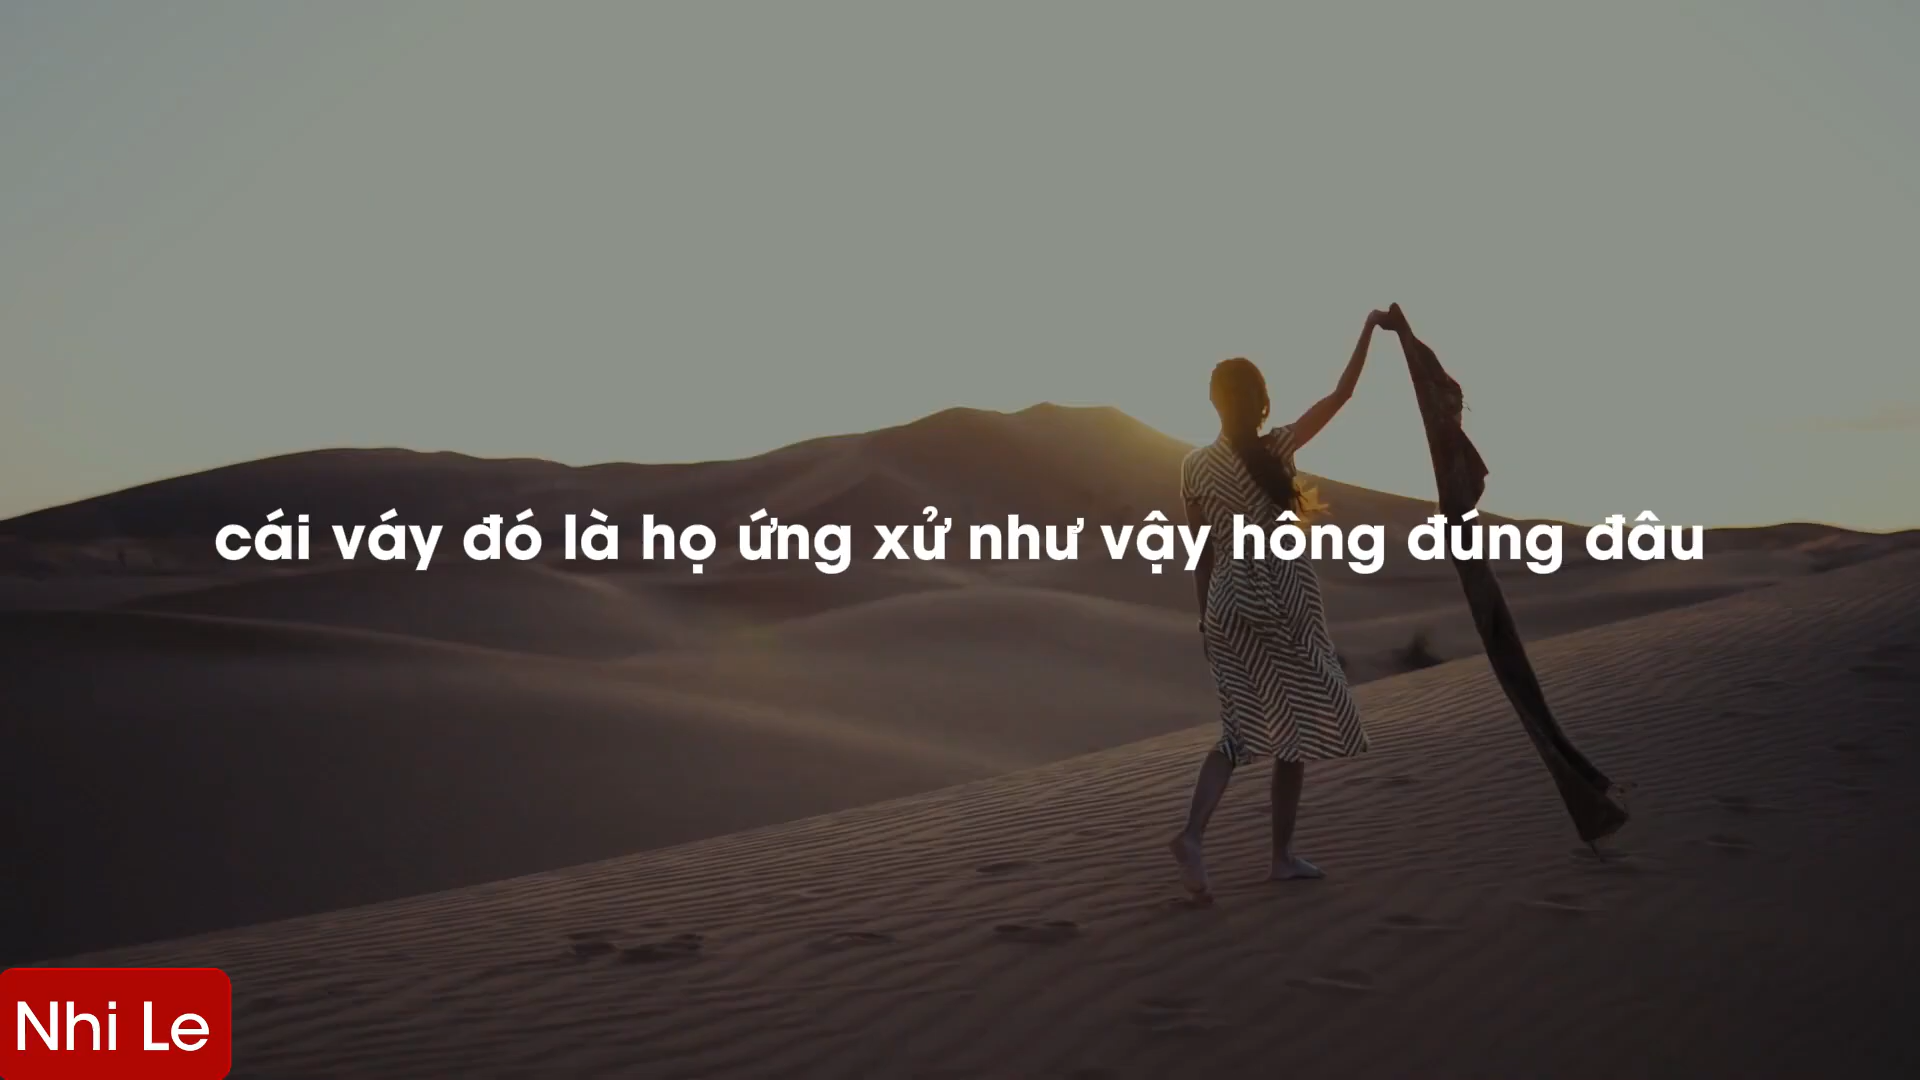 cái váy đó là họ ứng xử như vậy hông đúng đâu
Nhi Le